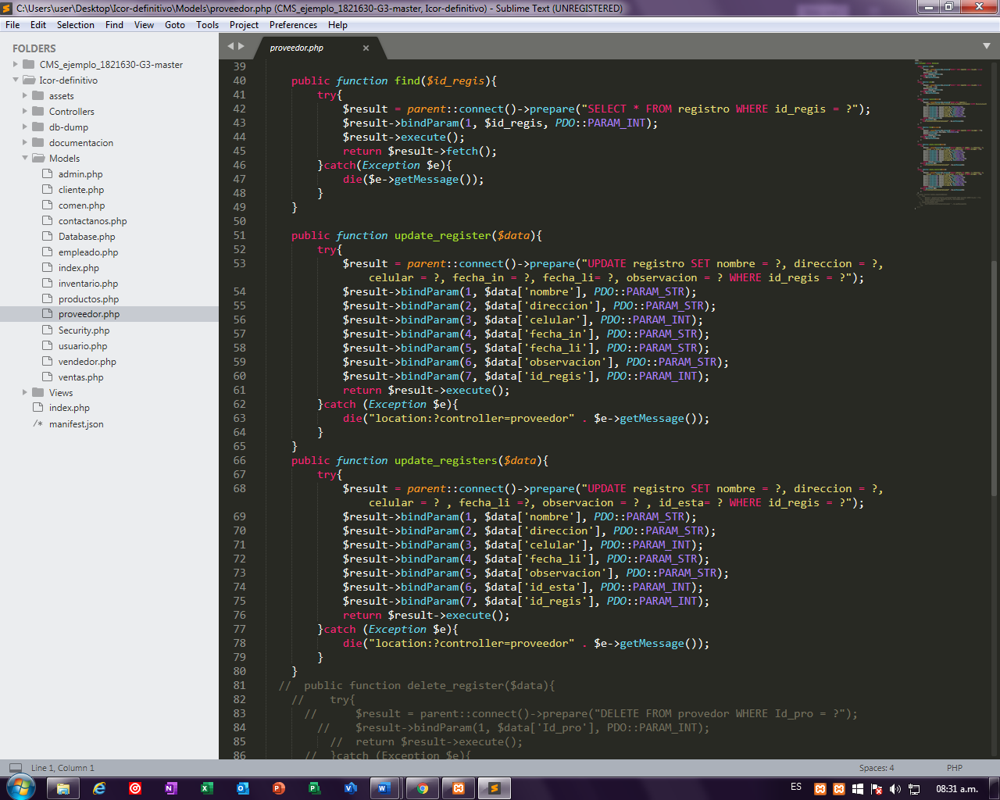 C:\Users\user\Desktop\Icor-definitivo\Models\proveedor.php (CMS_ejemplo_1821630-G3-master, Icor-definitivo) - Sublime Text (UNREGISTERED)
File Edit Selection Find View Goto Tools Project Preferences Help
FOLDERS
CMS_ejemplo_1821630-G3-master
Icor-definitivo
assets
Controllers
db-dump
documentacion
Models
admin.php
cliente.php
comen.php
contactanos.php
Database.php
empleado.php
index.php
inventario.php
productos.php
proveedor.php
Security.php
usuario.php
vendedor.php
ventas.php
Views
index.php
/* manifest.json
proveedor.php ×
39
40 public function find($id_regis){
41 try{
42 $result = parent::connect()->prepare("SELECT * FROM registro WHERE id_regis = ?");
43 $result->bindParam(1, $id_regis, PDO::PARAM_INT);
44 $result->execute();
45 return $result->fetch();
46 }catch(Exception $e){
47 die($e->getMessage());
48 }
49 }
50
51 public function update_register($data){
52 try{
53 $result = parent::connect()->prepare("UPDATE registro SET nombre = ?, direccion = ?,
celular = ?, fecha_in = ?, fecha_li= ?, observacion = ? WHERE id_regis = ?");
54 $result->bindParam(1, $data['nombre'], PDO::PARAM_STR);
55 $result->bindParam(2, $data['direccion'], PDO::PARAM_STR);
56 $result->bindParam(3, $data['celular'], PDO::PARAM_INT);
57 $result->bindParam(4, $data['fecha_in'], PDO::PARAM_STR);
58 $result->bindParam(5, $data['fecha_li'], PDO::PARAM_STR);
59 $result->bindParam(6, $data['observacion'], PDO::PARAM_STR);
60 $result->bindParam(7, $data['id_regis'], PDO::PARAM_INT);
61 return $result->execute();
62 }catch (Exception $e){
63 die("location:?controller=proveedor" . $e->getMessage());
64 }
65 }
66 public function update_registers($data){
67 try{
68 $result = parent::connect()->prepare("UPDATE registro SET nombre = ?, direccion = ?,
celular = ? , fecha_li =?, observacion = ? , id_esta= ? WHERE id_regis = ?");
69 $result->bindParam(1, $data['nombre'], PDO::PARAM_STR);
70 $result->bindParam(2, $data['direccion'], PDO::PARAM_STR);
71 $result->bindParam(3, $data['celular'], PDO::PARAM_INT);
72 $result->bindParam(4, $data['fecha_li'], PDO::PARAM_STR);
73 $result->bindParam(5, $data['observacion'], PDO::PARAM_STR);
74 $result->bindParam(6, $data['id_esta'], PDO::PARAM_INT);
75 $result->bindParam(7, $data['id_regis'], PDO::PARAM_INT);
76 return $result->execute();
77 }catch (Exception $e){
78 die("location:?controller=proveedor" . $e->getMessage());
79 }
80 }
81 // public function delete_register($data){
82 // try{
83 // $result = parent::connect()->prepare("DELETE FROM provedor WHERE Id_pro = ?");
84 // $result->bindParam(1, $data['Id_pro'], PDO::PARAM_INT);
85 // return $result->execute();
86 // }catch (Exception $e){
Line 1, Column 1 Spaces: 4 PHP
ES 08:31 a.m.